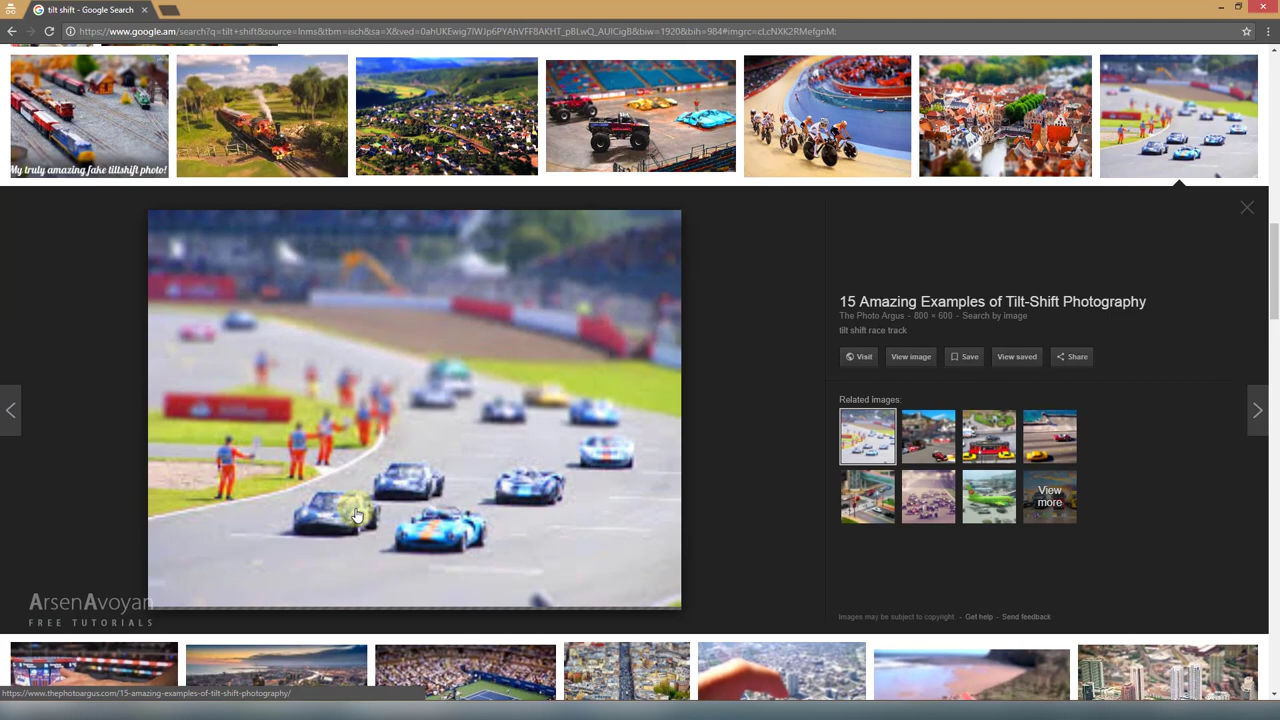 tilt shift - Google Search
https://www.google.am/search?q=tilt+shift&source=lnms&tbm=isch&sa=X&ved=0ahUKEwig7IWJp6PYAhVFF8AKHT_pBLwQ_AUICigB&biw=1920&bih=984#imgrc=cLcNXK2RMefgnM:
My truly amazing fake tiltshift photo!
15 Amazing Examples of Tilt-Shift Photography
The Photo Argus - 800 × 600 - Search by image
tilt shift race track
Visit View image Save View saved Share
Related images:
View
more
ArsenAvoyan
FREE TUTORIALS
Images may be subject to copyright. - Get help - Send feedback
https://www.thephotoargus.com/15-amazing-examples-of-tilt-shift-photography/